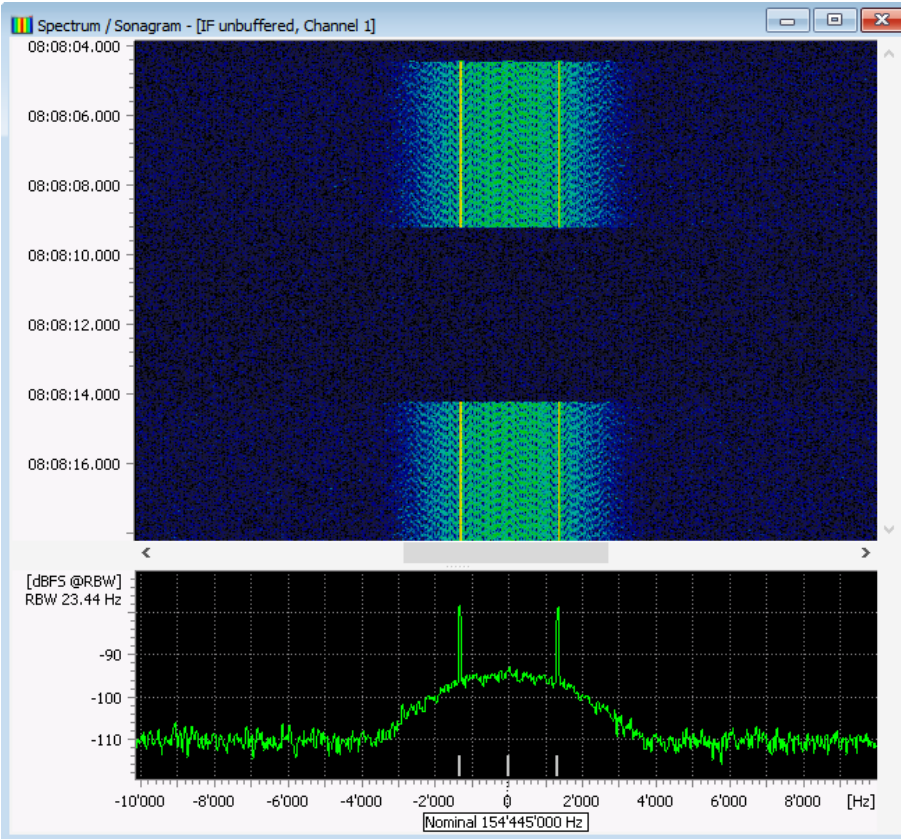 Spectrum / Sonagram - [IF unbuffered, Channel 1]
08:08:04.000
08:08:06.000
08:08:08.000
08:08:10.000
08:08:12.000
08:08:14.000
08:08:16.000
[dBFS @RBW]
RBW 23.44 Hz
-90
-100
-110
-10'000 -8'000 -6'000 -4'000 -2'000 0 2'000 4'000 6'000 8'000 [Hz]
Nominal 154'445'000 Hz